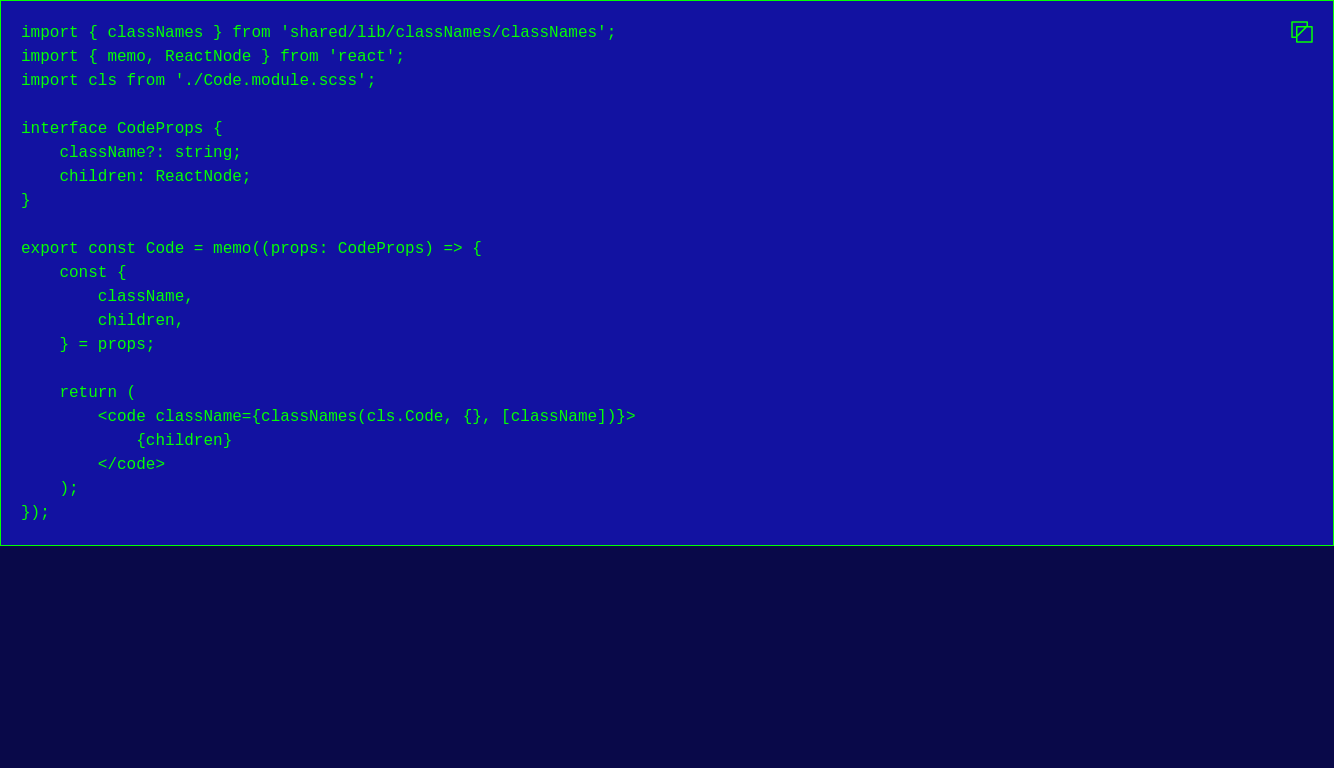 import { classNames } from 'shared/lib/classNames/classNames';
import { memo, ReactNode } from 'react';
import cls from './Code.module.scss';

interface CodeProps {
    className?: string;
    children: ReactNode;
}

export const Code = memo((props: CodeProps) => {
    const {
        className,
        children,
    } = props;

    return (
        <code className={classNames(cls.Code, {}, [className])}>
            {children}
        </code>
    );
});